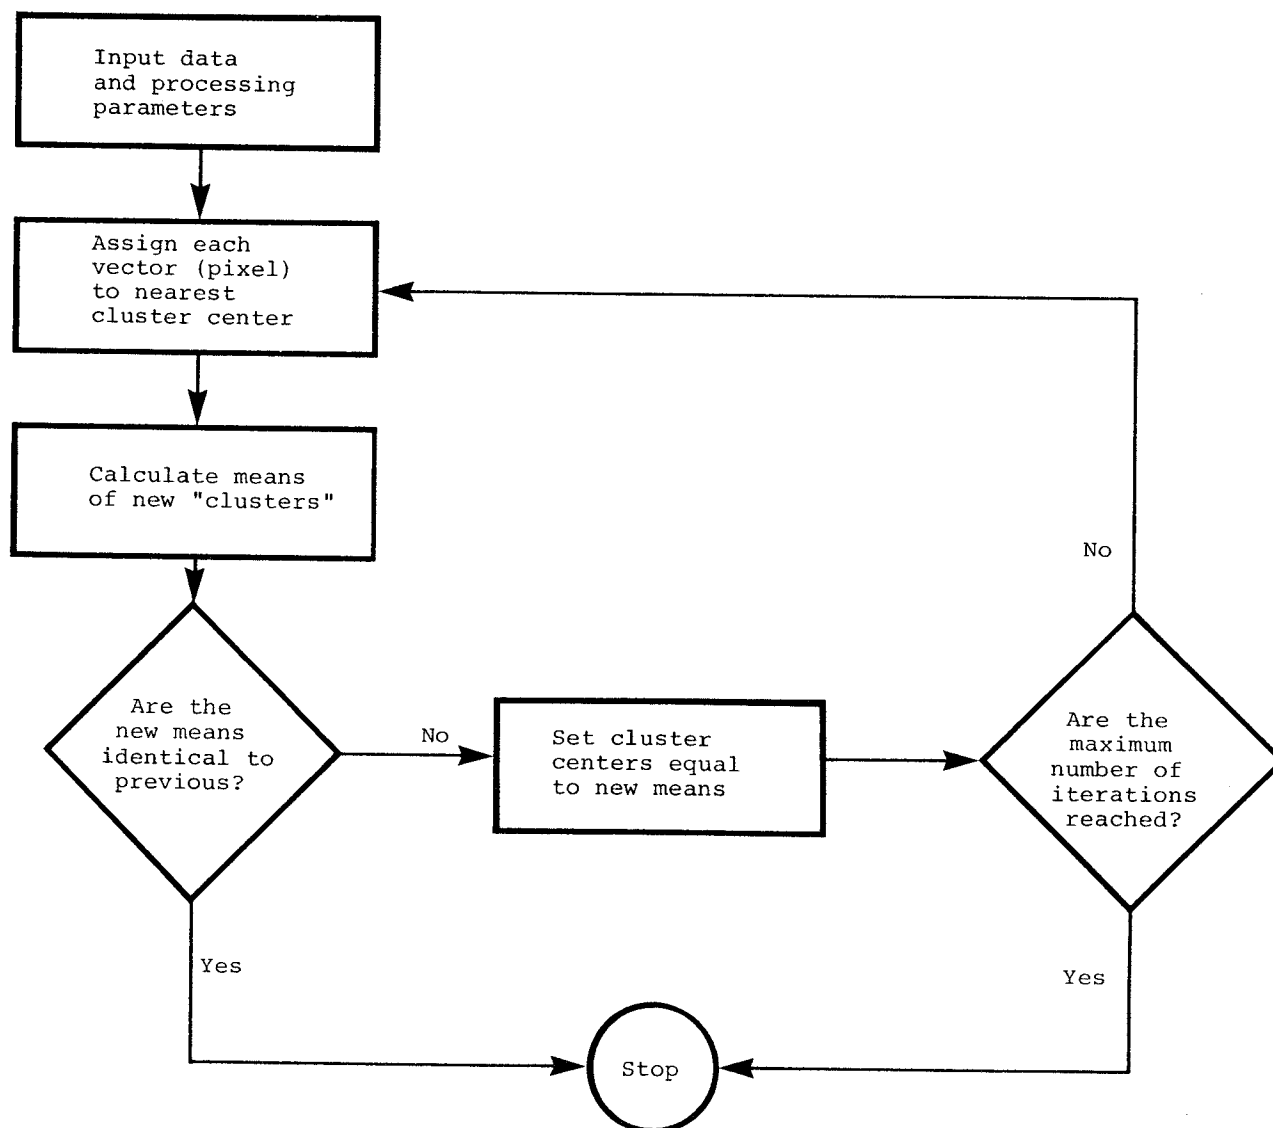 Input data
and processing
parameters
Assign each
vector (pixel)
to nearest
cluster center
Calculate means
of new "clusters"
Are the
new means
identical to
previous?
No
Set cluster
centers equal
to new means
Are the
maximum
number of
iterations
reached?
No
Yes
Yes
Stop